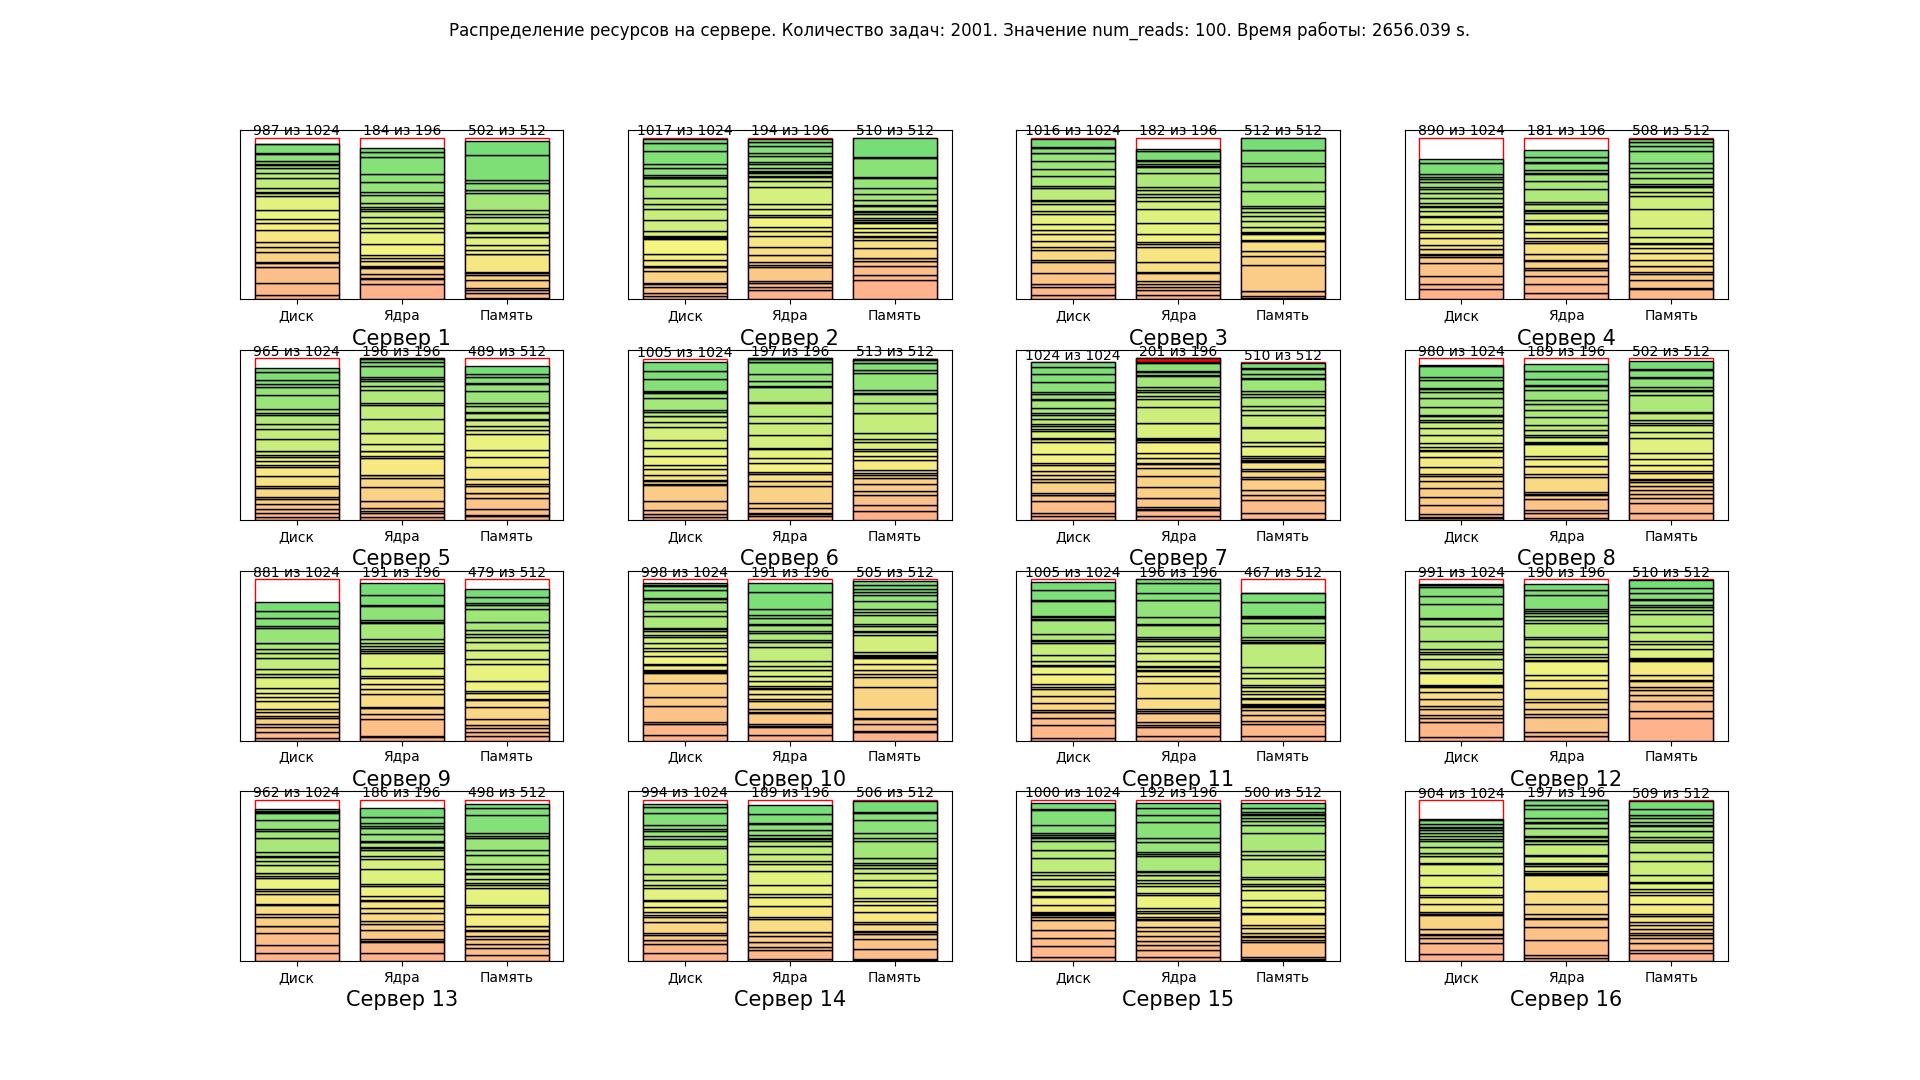 Распределение ресурсов на сервере. Количество задач: 2001. Значение num_reads: 100. Время работы: 2656.039 s.
987 из 1024 184 из 196 502 из 512
Диск Ядра Память
Сервер 1
1017 из 1024 194 из 196 510 из 512
Диск Ядра Память
Сервер 2
1016 из 1024 182 из 196 512 из 512
Диск Ядра Память
Сервер 3
890 из 1024 181 из 196 508 из 512
Диск Ядра Память
Сервер 4
965 из 1024 196 из 196 489 из 512
Диск Ядра Память
Сервер 5
1005 из 1024 197 из 196 513 из 512
Диск Ядра Память
Сервер 6
1024 из 1024 201 из 196 510 из 512
Диск Ядра Память
Сервер 7
980 из 1024 189 из 196 502 из 512
Диск Ядра Память
Сервер 8
881 из 1024 191 из 196 479 из 512
Диск Ядра Память
Сервер 9
998 из 1024 191 из 196 505 из 512
Диск Ядра Память
Сервер 10
1005 из 1024 196 из 196 467 из 512
Диск Ядра Память
Сервер 11
991 из 1024 190 из 196 510 из 512
Диск Ядра Память
Сервер 12
962 из 1024 186 из 196 498 из 512
Диск Ядра Память
Сервер 13
994 из 1024 189 из 196 506 из 512
Диск Ядра Память
Сервер 14
1000 из 1024 192 из 196 500 из 512
Диск Ядра Память
Сервер 15
904 из 1024 197 из 196 509 из 512
Диск Ядра Память
Сервер 16